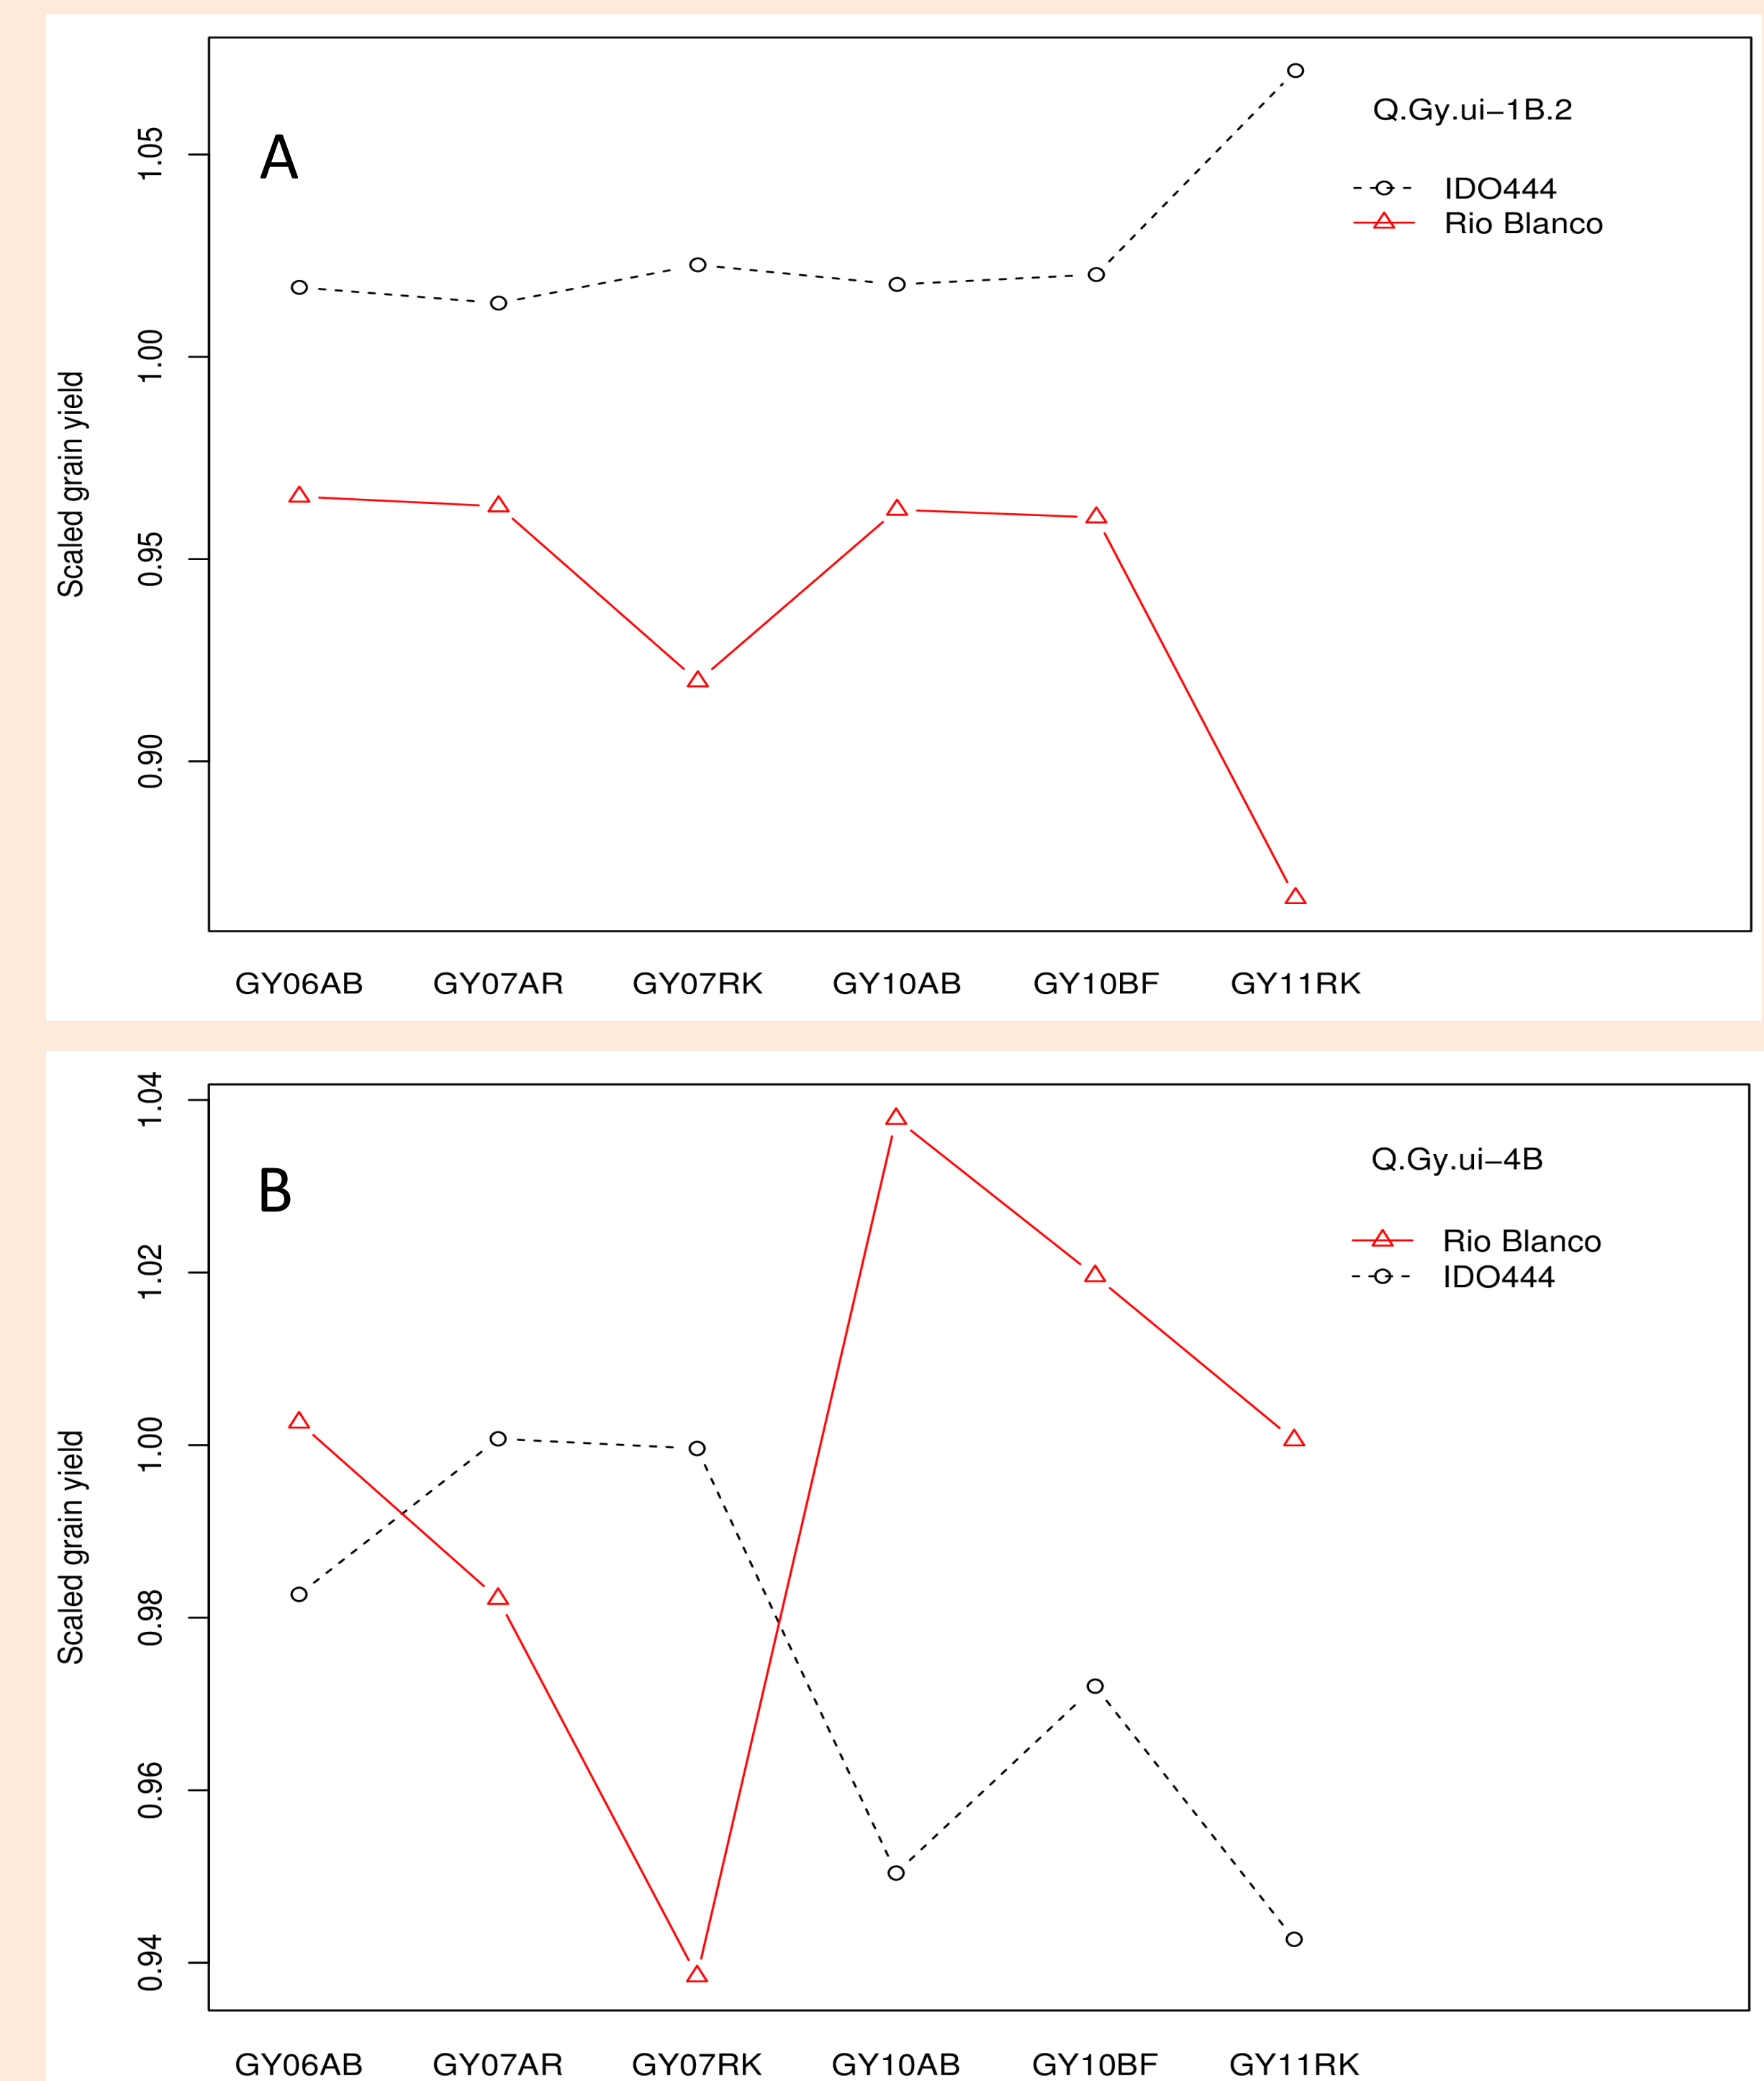 A
Q.Gy.ui−1B.2
IDO444
Rio Blanco
Scaled grain yield
1.05
1.00
0.95
0.90
GY06AB GY07AR GY07RK GY10AB GY10BF GY11RK
B
Q.Gy.ui−4B
Rio Blanco
IDO444
Scaled grain yield
1.04
1.02
1.00
0.98
0.96
0.94
GY06AB GY07AR GY07RK GY10AB GY10BF GY11RK